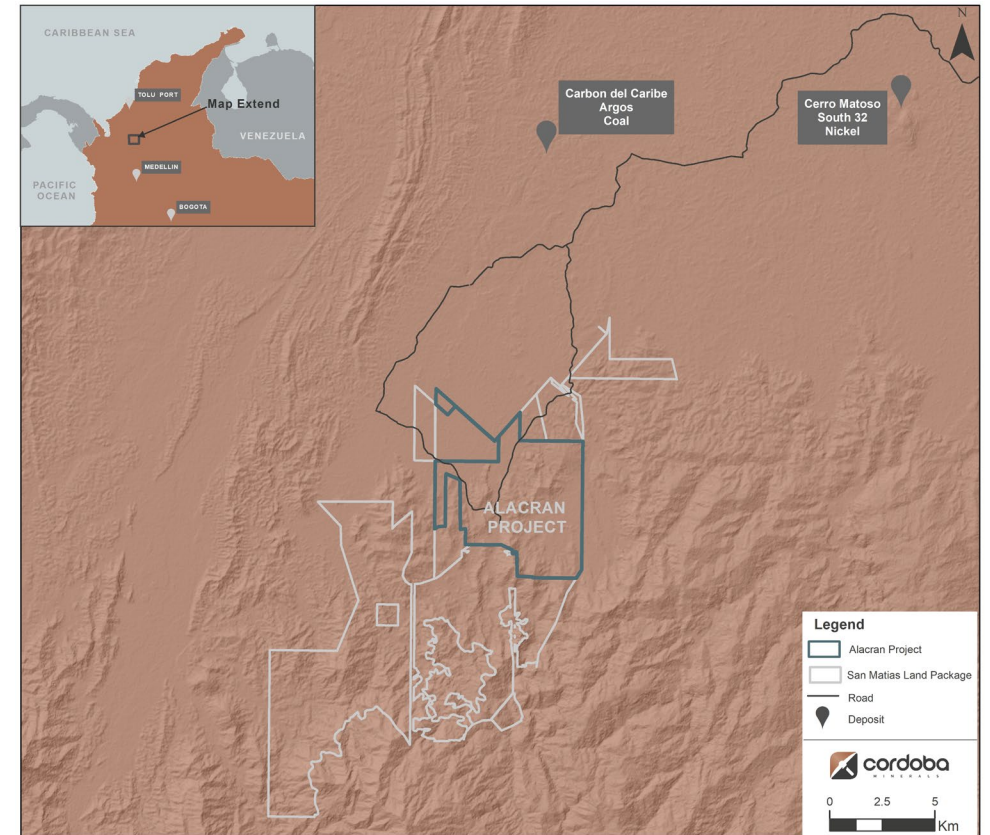 CARIBBEAN SEA
TOLU PORT
Map Extend
VENEZUELA
MEDELLIN
PACIFIC
OCEAN
BOGOTA
N
Carbon del Caribe
Argos
Coal
Cerro Matoso
South 32
Nickel
ALACRAN
PROJECT
Legend
Alacran Project
San Matias Land Package
Road
Deposit
cordoba
MINERALS
0 2.5 5
Km